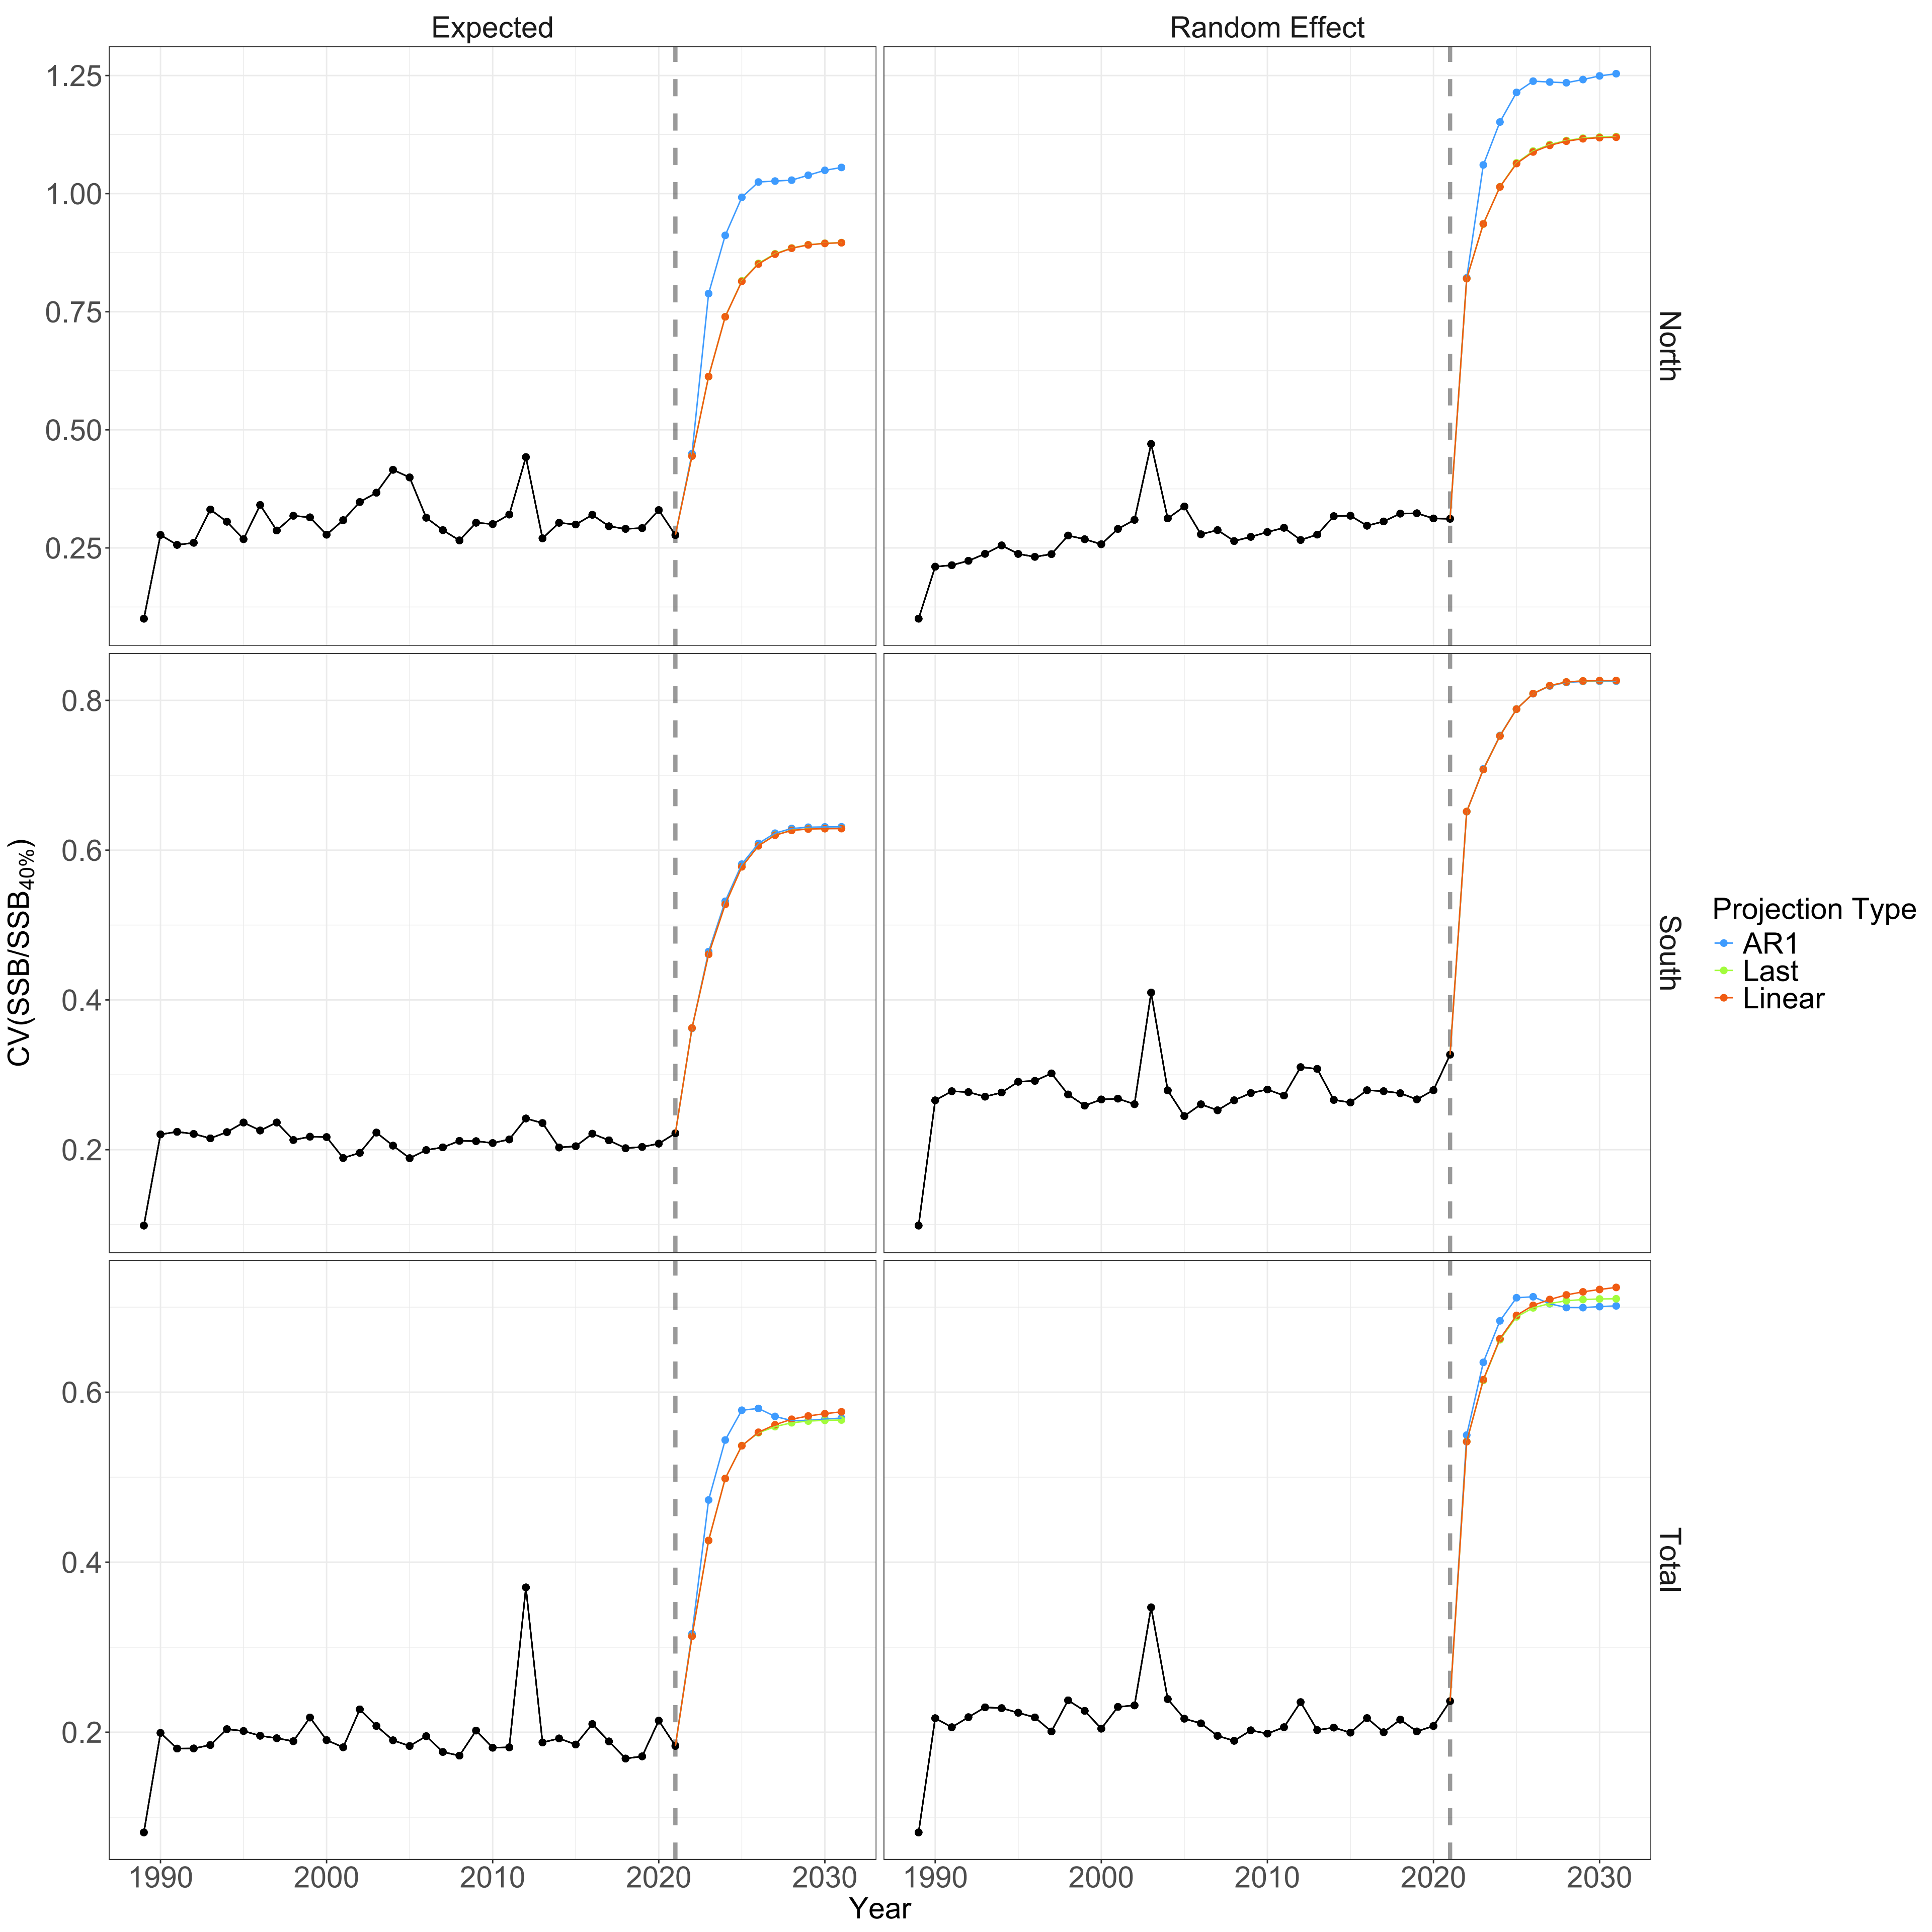 Expected
Random Effect
1.25
1.00
0.75
0.50
0.25
North
0.8
0.6
0.4
0.2
South
CV(SSB/SSB40%)
Projection Type
AR1
Last
Linear
0.6
0.4
0.2
Total
1990 2000 2010 2020 2030
1990 2000 2010 2020 2030
Year